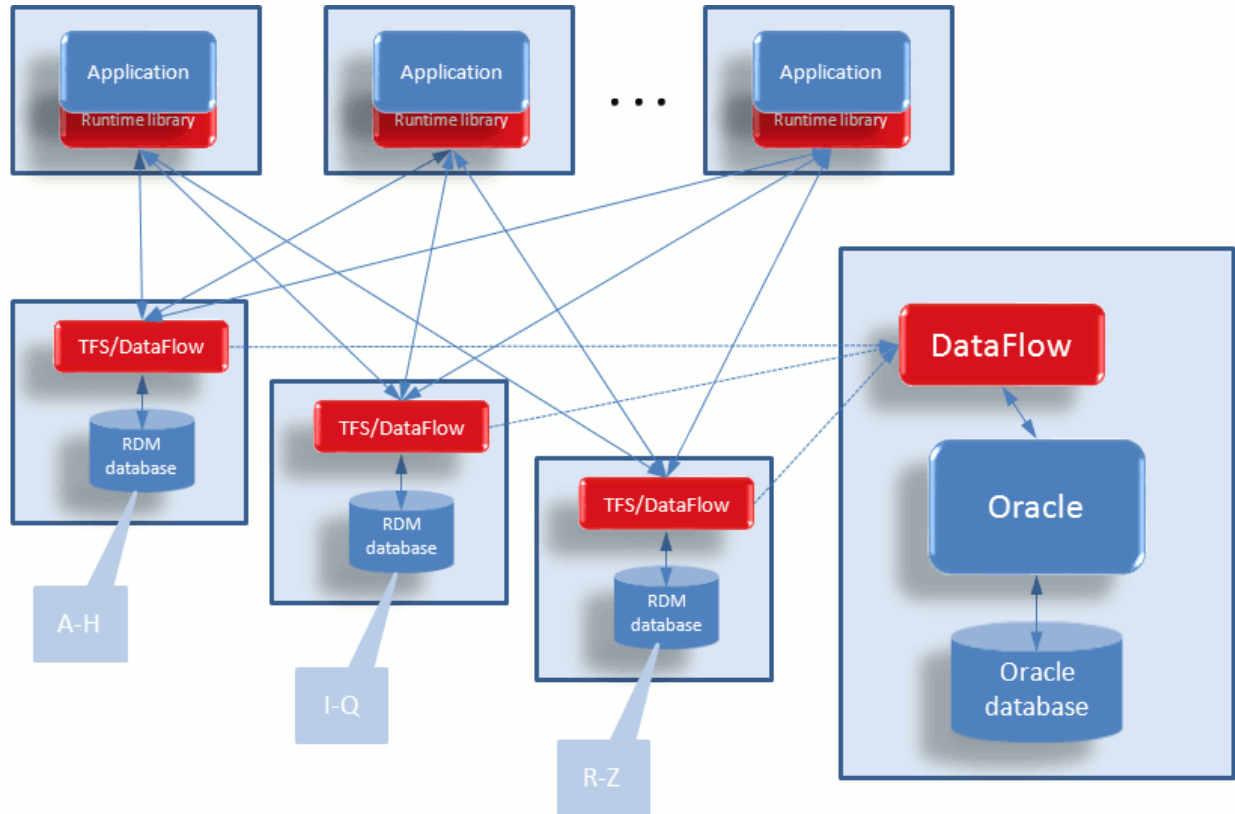 Application
Runtime library
Application
Runtime library
...
Application
Runtime library
TFS/DataFlow
RDM
database
A-H
TFS/DataFlow
RDM
database
I-Q
TFS/DataFlow
RDM
database
R-Z
DataFlow
Oracle
Oracle
database